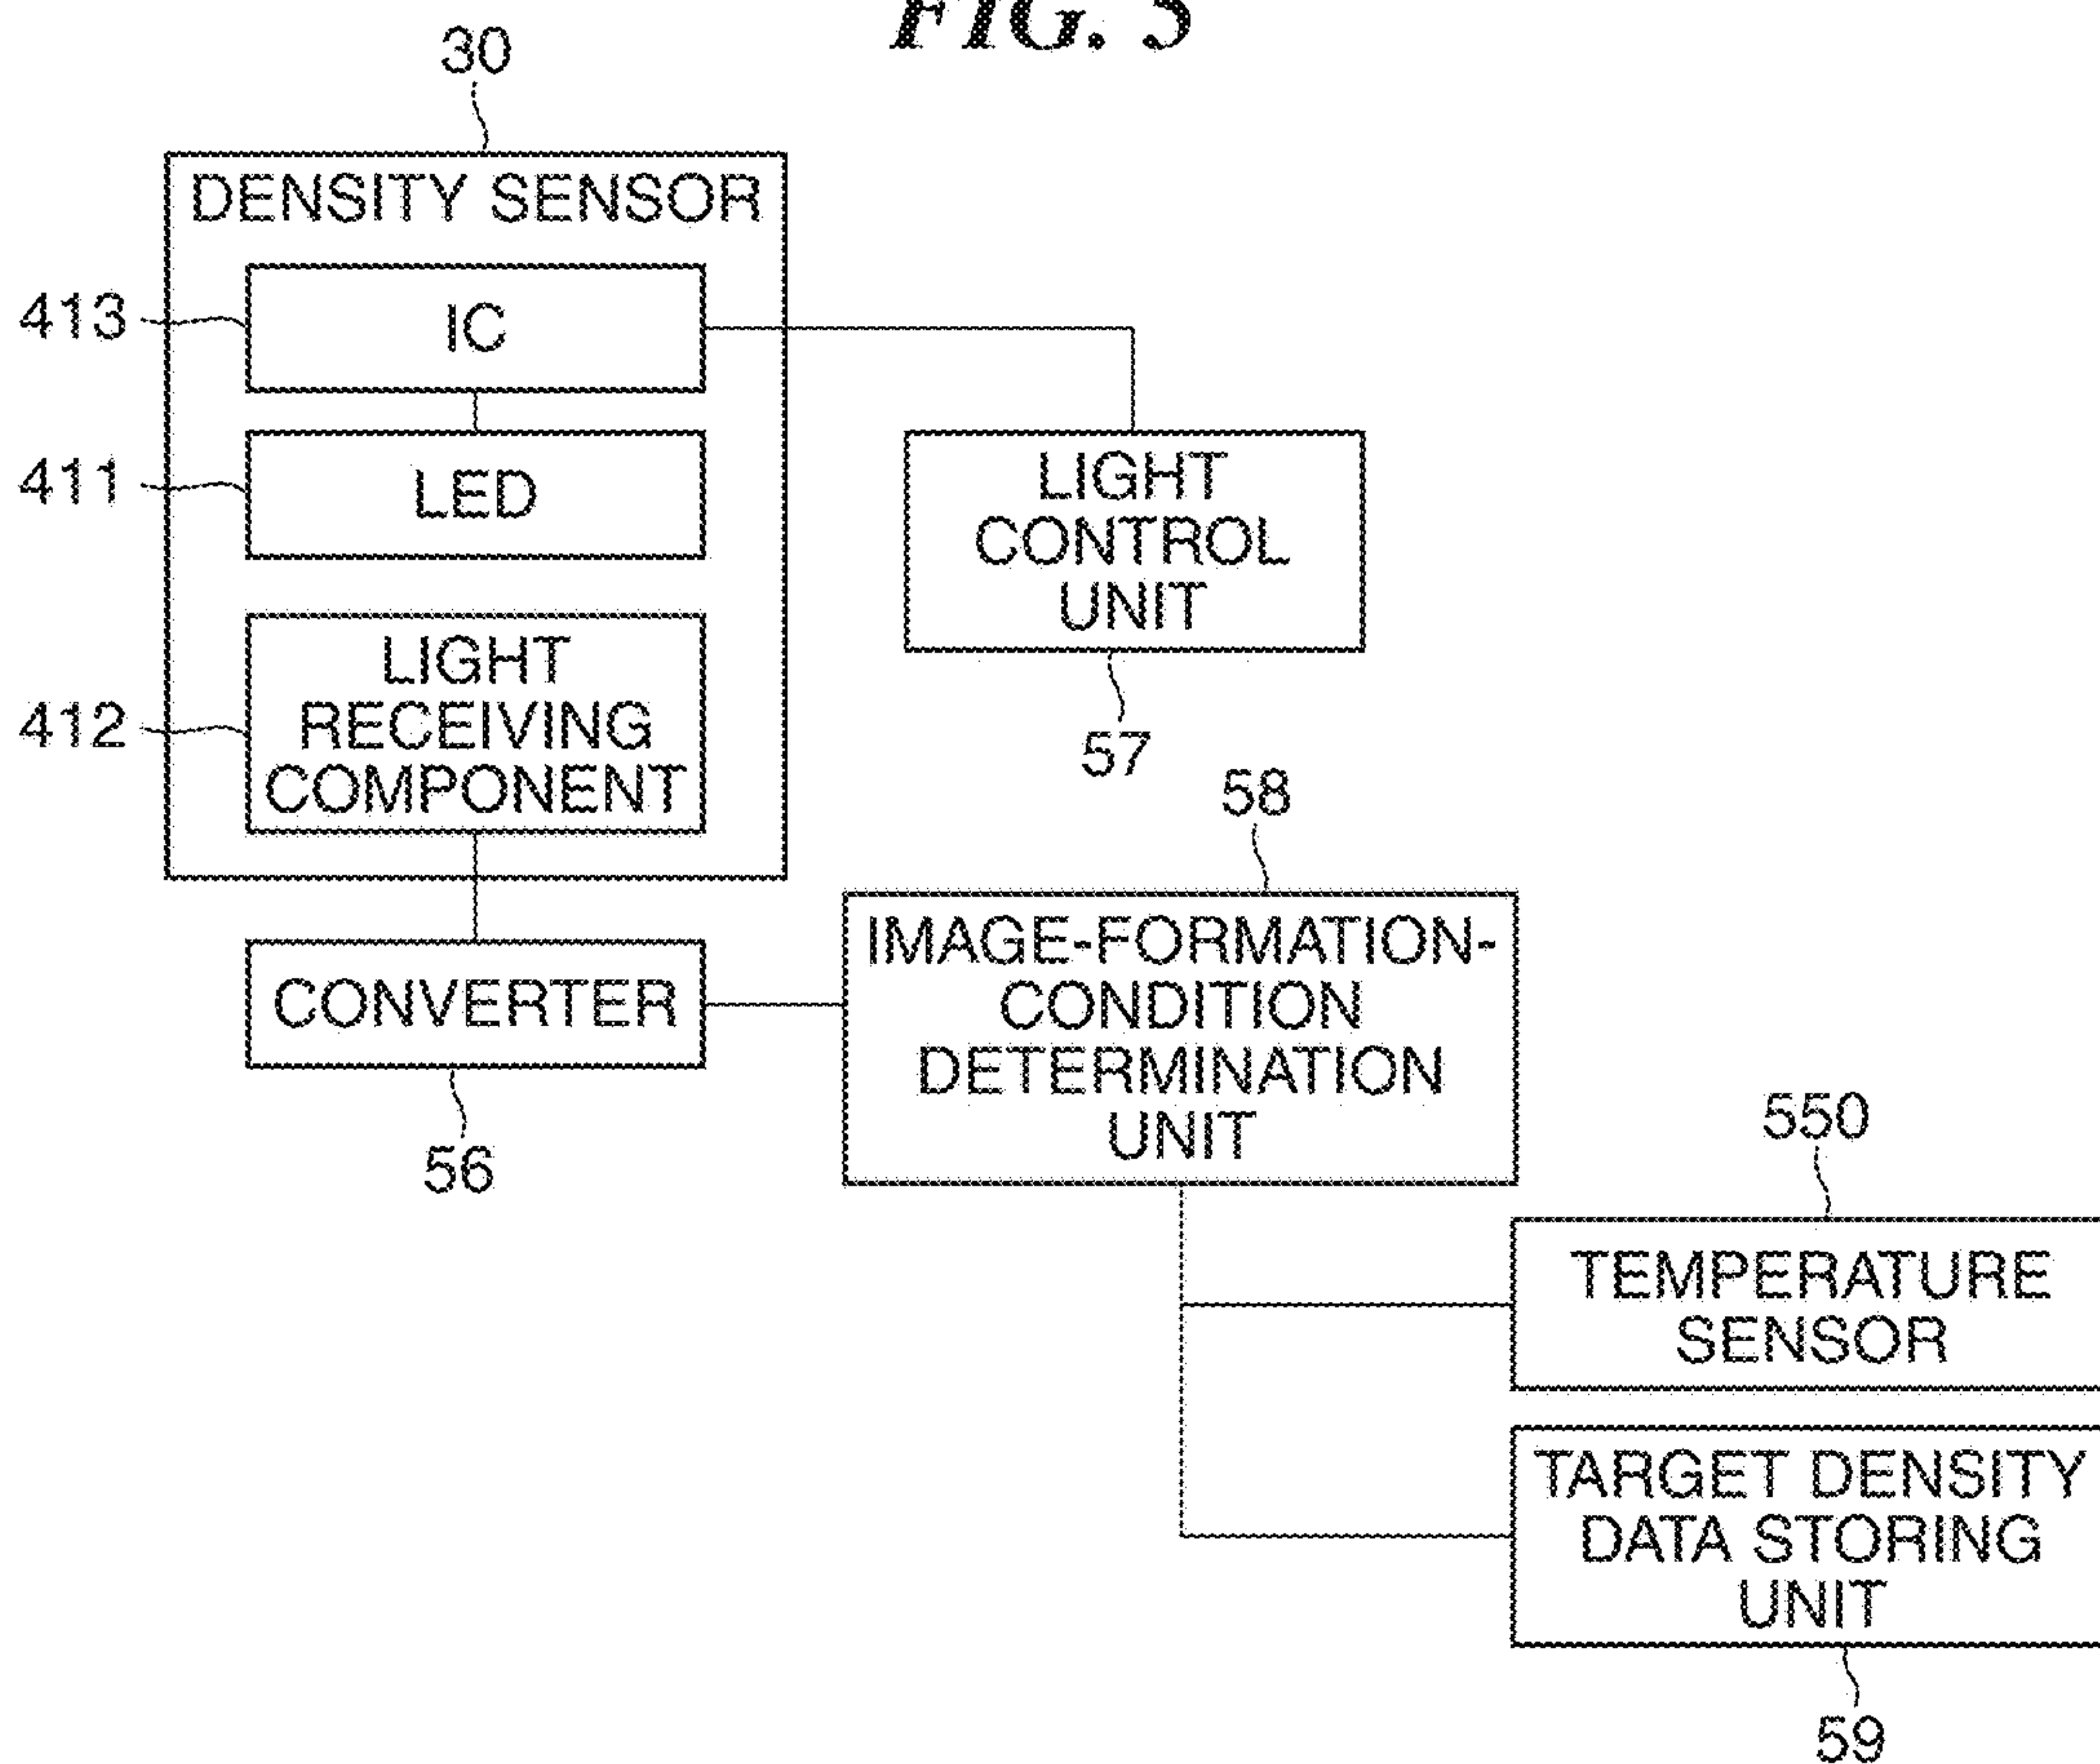 FIG. 5
30
DENSITY SENSOR
413
IC
411
LED
LIGHT
CONTROL
UNIT
57
412
LIGHT
RECEIVING
COMPONENT
58
CONVERTER
56
IMAGE-FORMATION-
CONDITION
DETERMINATION
UNIT
550
TEMPERATURE
SENSOR
TARGET DENSITY
DATA STORING
UNIT
59